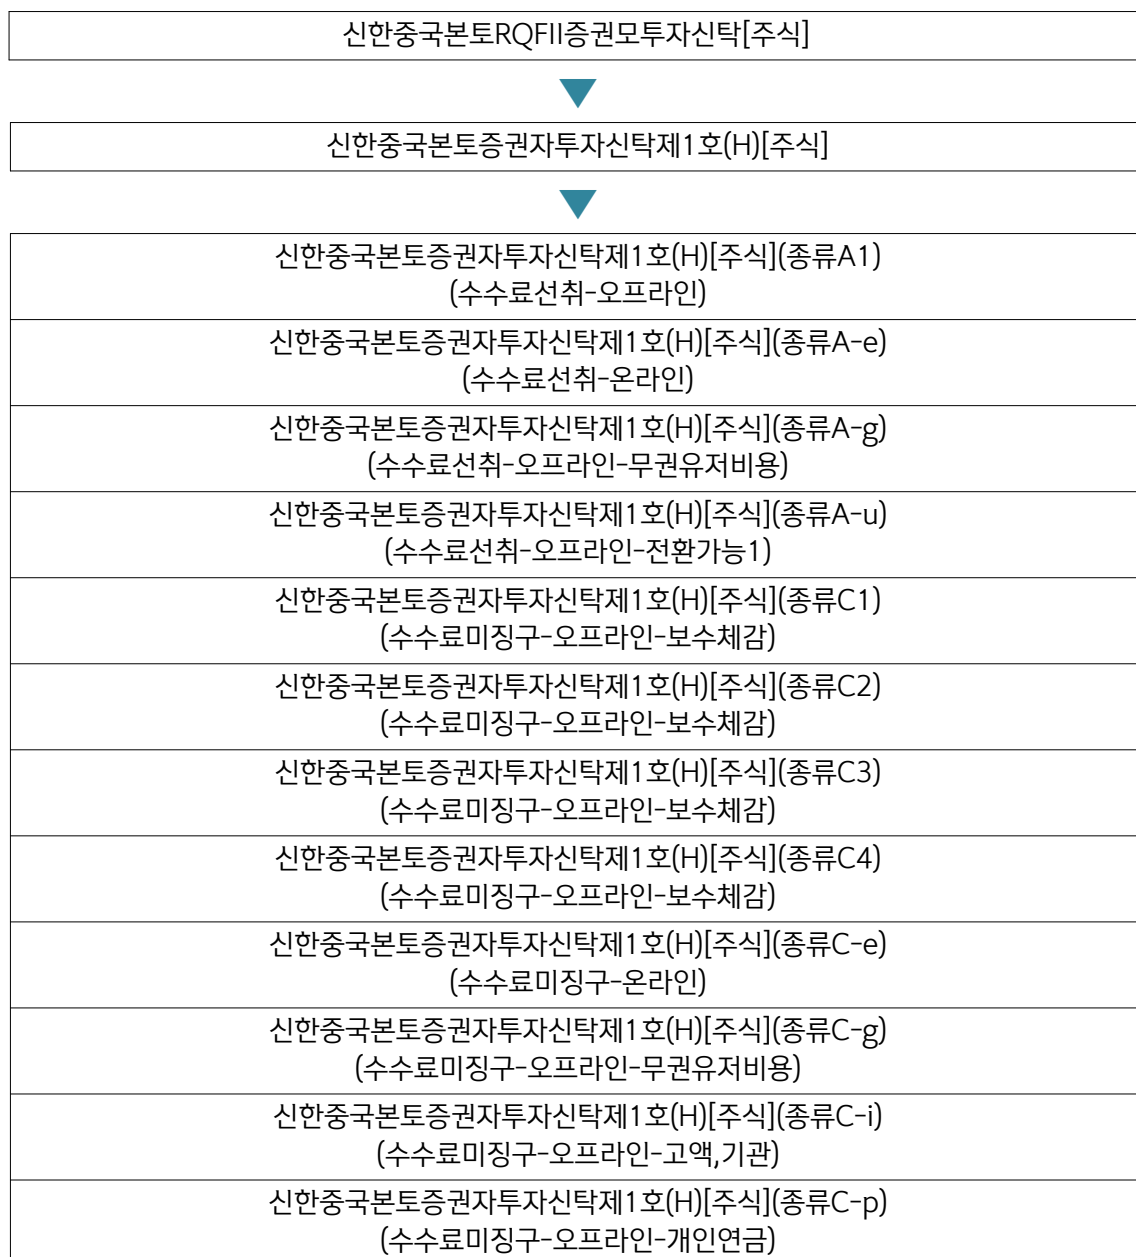 신한중국본토RQFII증권모투자신탁[주식]
신한중국본토증권자투자신탁제1호(H)[주식]
신한중국본토증권자투자신탁제1호(H)[주식](종류A1)
(수수료선취-오프라인)
신한중국본토증권자투자신탁제1호(H)[주식](종류A-e)
(수수료선취-온라인)
신한중국본토증권자투자신탁제1호(H)[주식](종류A-g)
(수수료선취-오프라인-무권유저비용)
신한중국본토증권자투자신탁제1호(H)[주식](종류A-u)
(수수료선취-오프라인-전환가능1)
신한중국본토증권자투자신탁제1호(H)[주식](종류C1)
(수수료미징구-오프라인-보수체감)
신한중국본토증권자투자신탁제1호(H)[주식](종류C2)
(수수료미징구-오프라인-보수체감)
신한중국본토증권자투자신탁제1호(H)[주식](종류C3)
(수수료미징구-오프라인-보수체감)
신한중국본토증권자투자신탁제1호(H)[주식](종류C4)
(수수료미징구-오프라인-보수체감)
신한중국본토증권자투자신탁제1호(H)[주식](종류C-e)
(수수료미징구-온라인)
신한중국본토증권자투자신탁제1호(H)[주식](종류C-g)
(수수료미징구-오프라인-무권유저비용)
신한중국본토증권자투자신탁제1호(H)[주식](종류C-i)
(수수료미징구-오프라인-고액,기관)
신한중국본토증권자투자신탁제1호(H)[주식](종류C-p)
(수수료미징구-오프라인-개인연금)